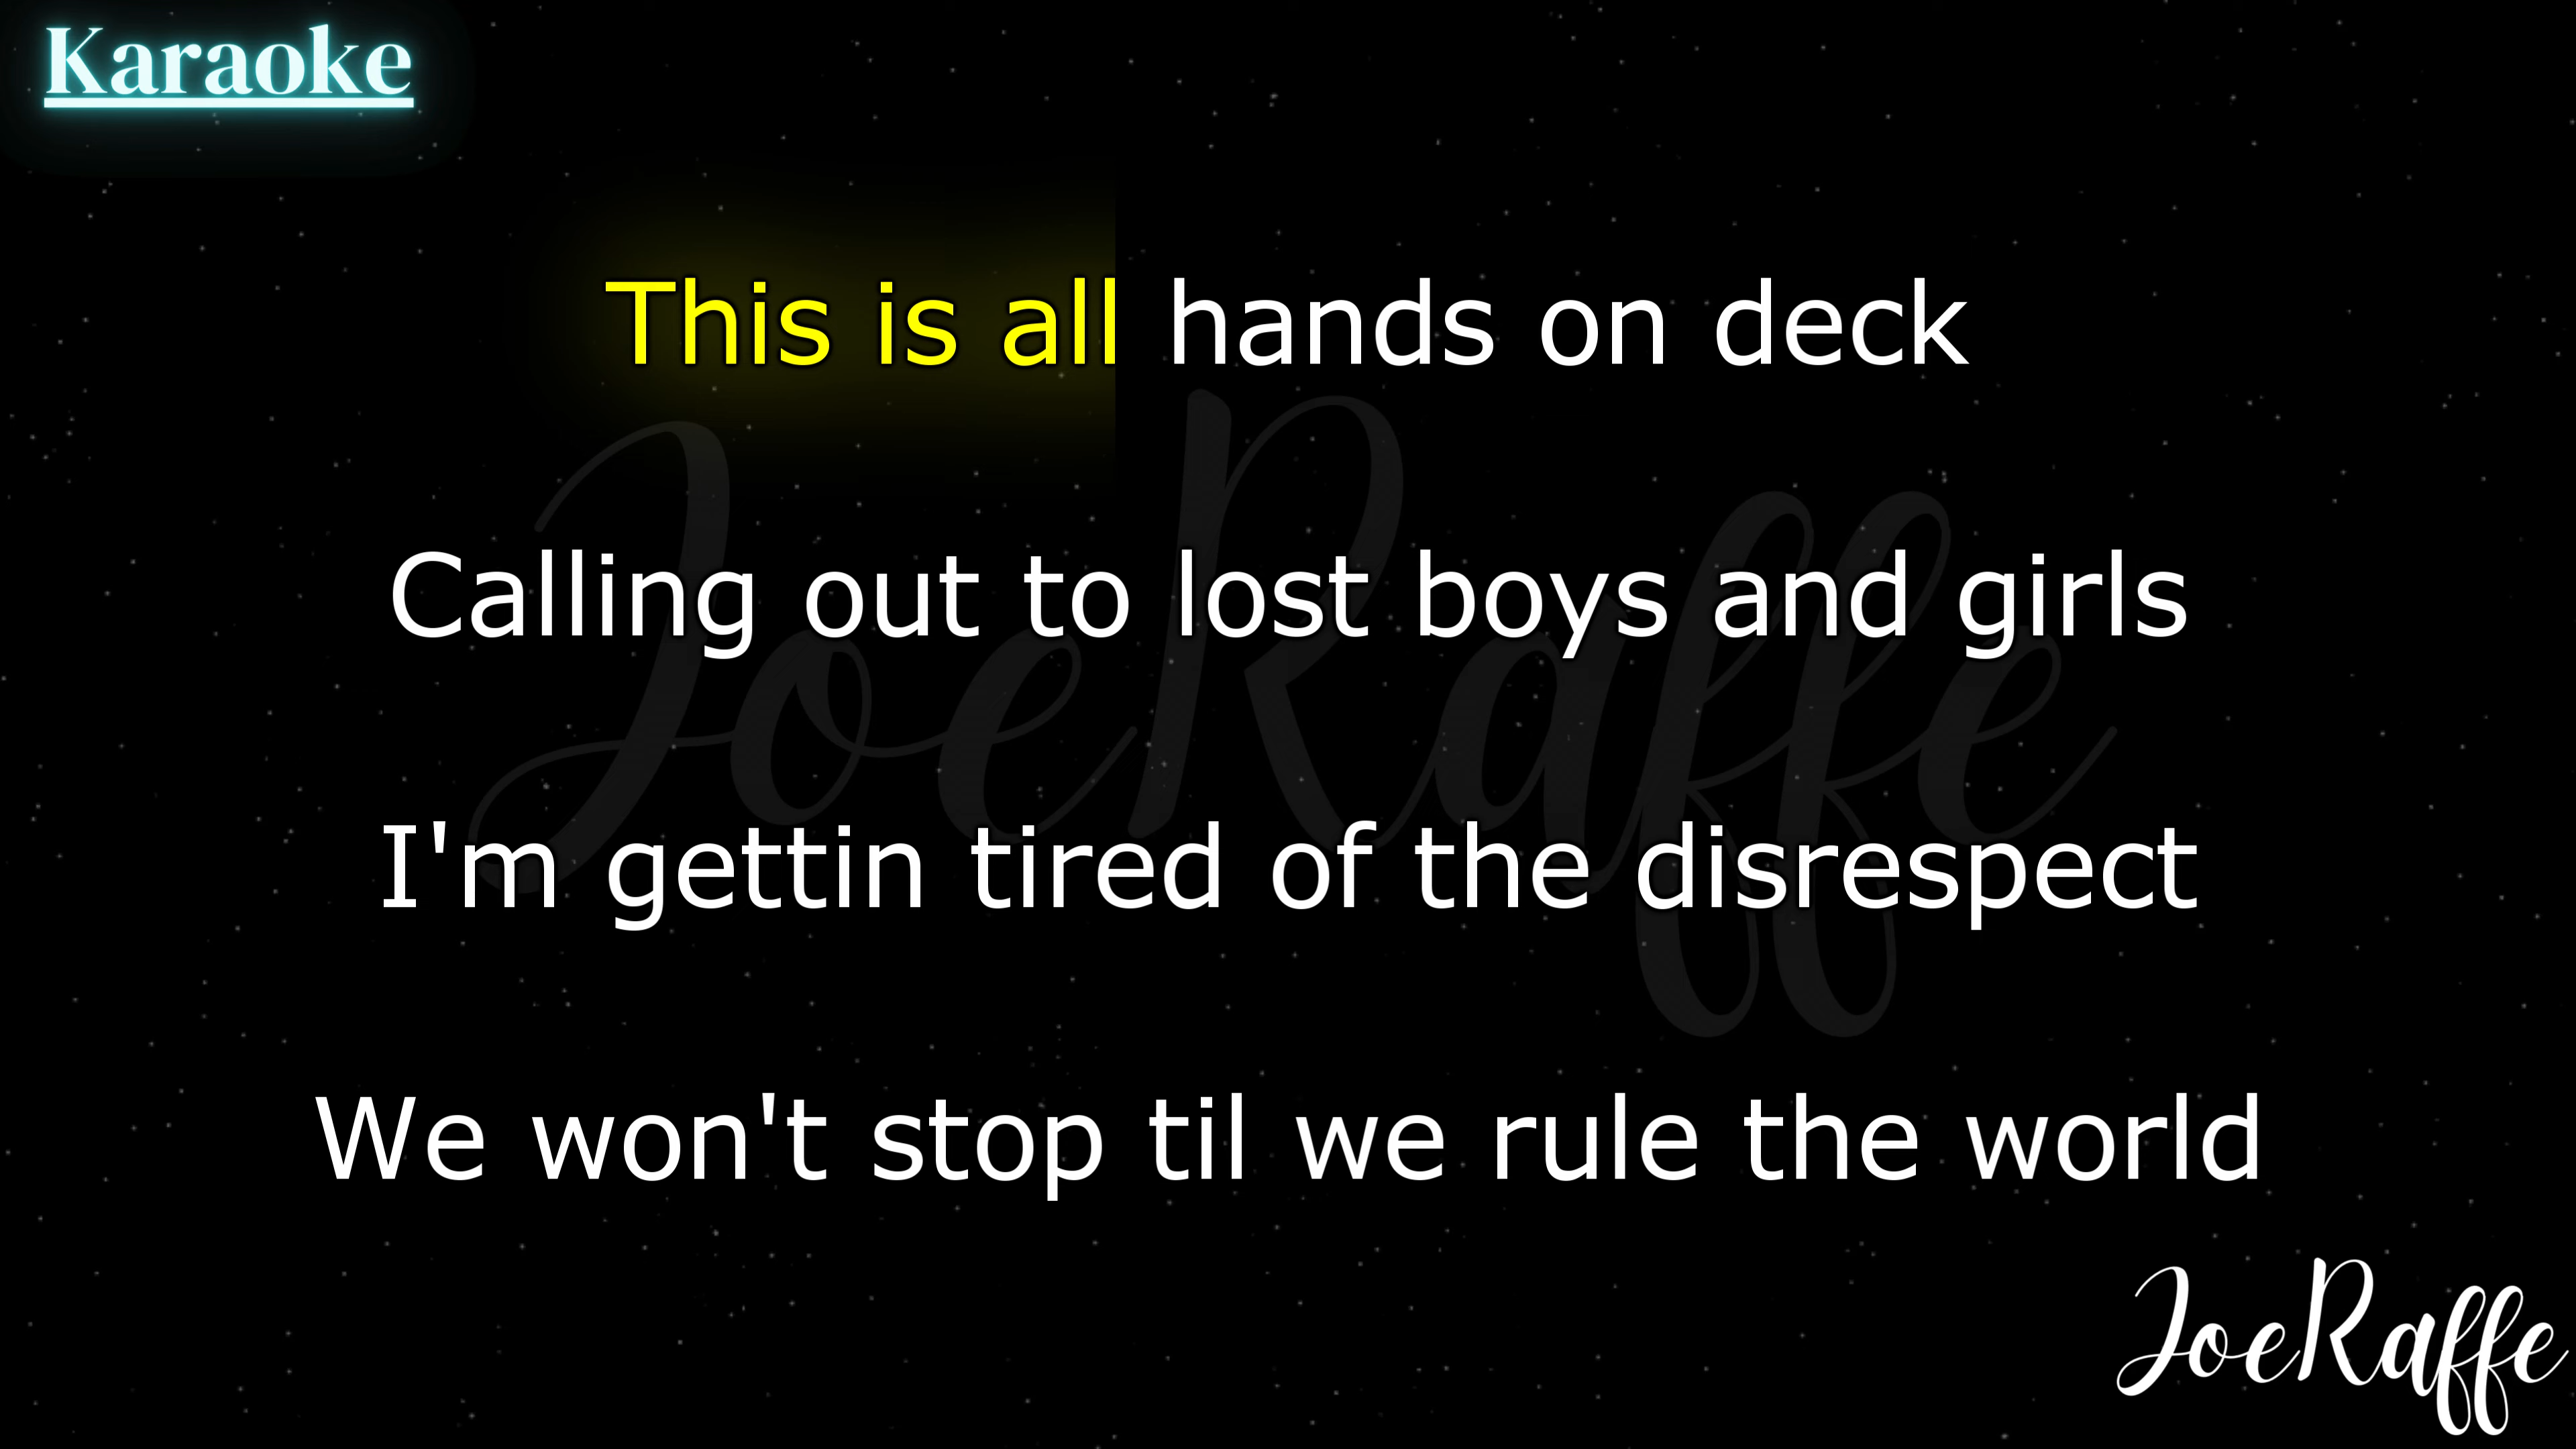 Karaoke
This is all hands on deck
Calling out to lost boys and girls
I'm gettin tired of the disrespect
We won't stop til we rule the world
JoeRaffe
JoeRaffe